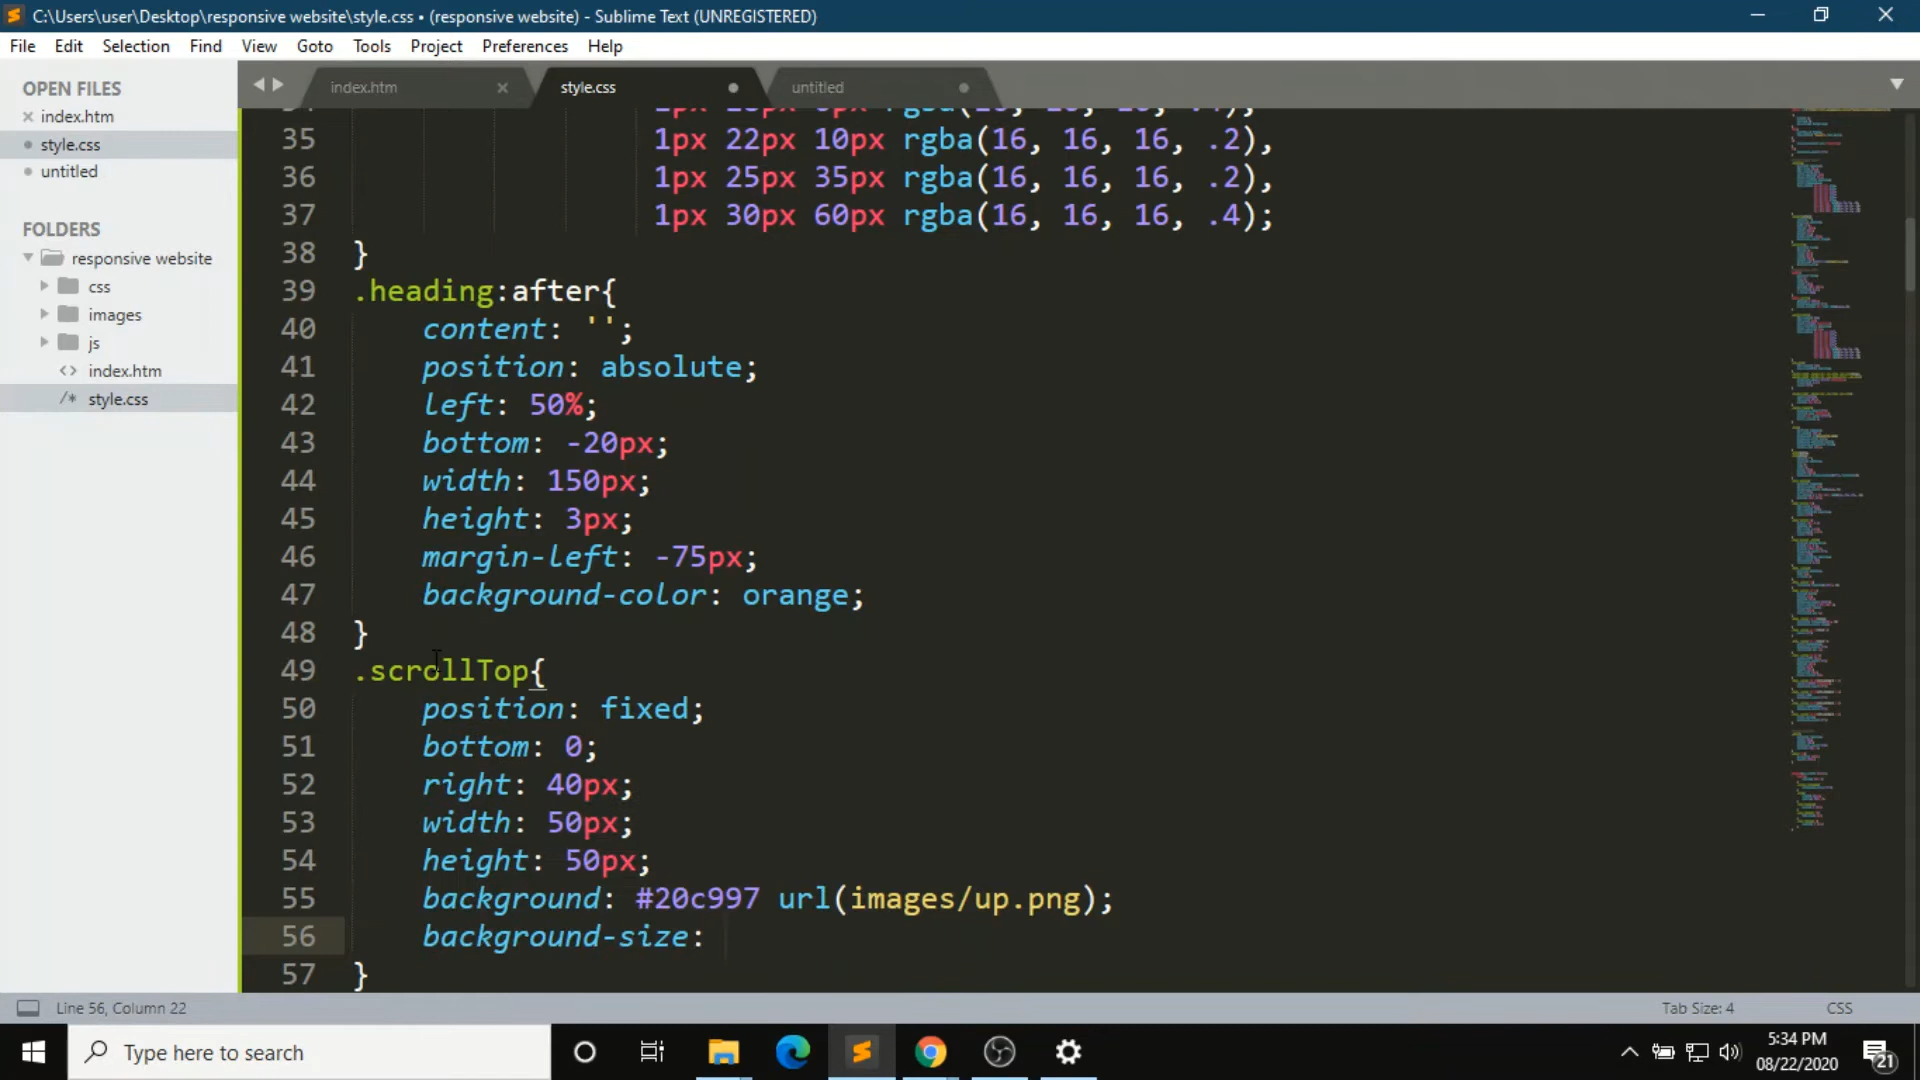 C:\Users\user\Desktop\responsive website\style.css • (responsive website) - Sublime Text (UNREGISTERED)
File Edit Selection Find View Goto Tools Project Preferences Help
OPEN FILES
index.htm
style.css
untitled
FOLDERS
responsive website
css
images
js
index.htm
/* style.css
index.htm style.css untitled
35 1px 22px 10px rgba(16, 16, 16, .2),
36 1px 25px 35px rgba(16, 16, 16, .2),
37 1px 30px 60px rgba(16, 16, 16, .4);
38 }
39 .heading:after{
40 content: '';
41 position: absolute;
42 left: 50%;
43 bottom: -20px;
44 width: 150px;
45 height: 3px;
46 margin-left: -75px;
47 background-color: orange;
48 }
49 .scrollTop{
50 position: fixed;
51 bottom: 0;
52 right: 40px;
53 width: 50px;
54 height: 50px;
55 background: #20c997 url(images/up.png);
56 background-size:
57 }
Line 56, Column 22 Tab Size: 4 CSS
Type here to search
5:34 PM
08/22/2020
21